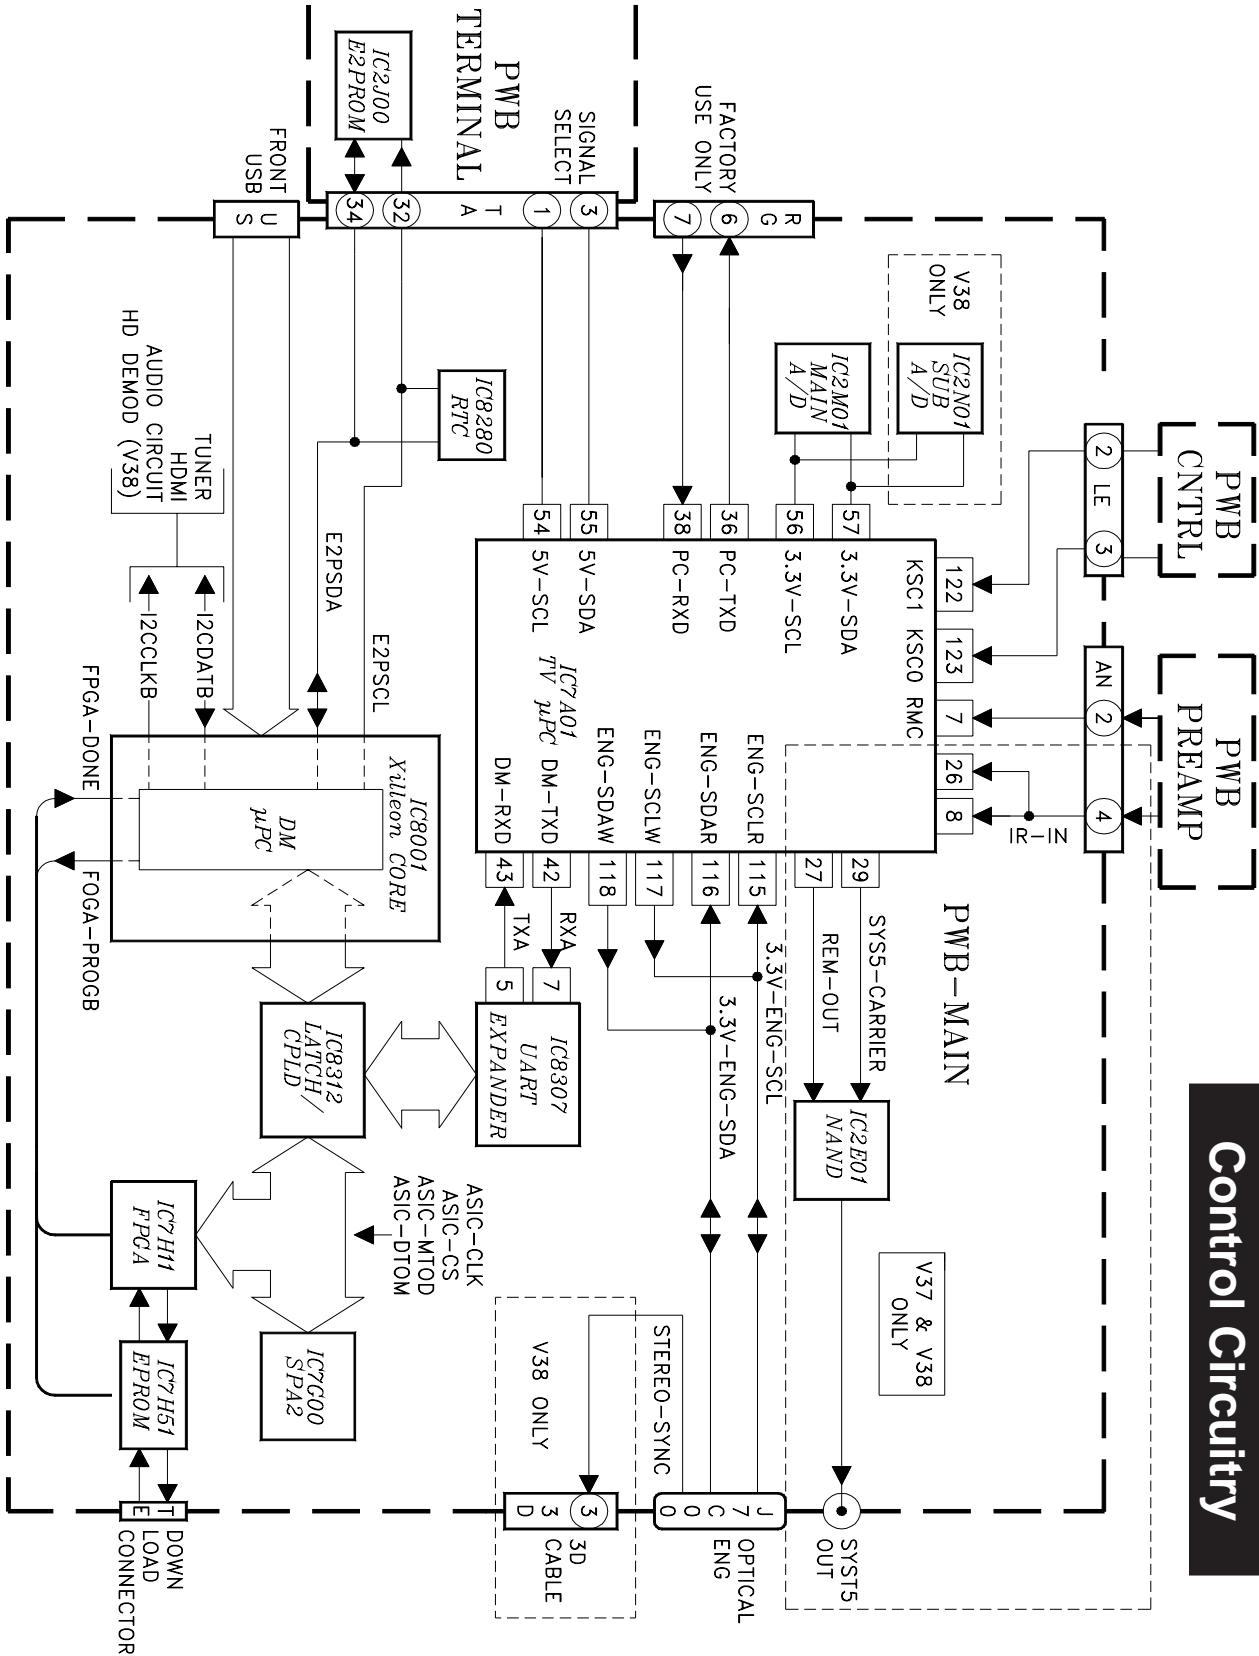 Control Circuitry
PWB
CNTRL
PWB
PREAMP
2
LE
3
AN
2
4
IR-IN
PWB-MAIN
PWB
TERMINAL
IC2J00
E2PROM
SIGNAL
SELECT
FACTORY
USE ONLY
FRONT
USB
R
G
6
7
3
1
T
A
32
34
U
S
V38
ONLY
IC2N01
SUB
A/D
IC2M01
MAIN
A/D
IC8280
RTC
122
123
7
26
8
KSC1
KSC0
RMC
57
56
36
38
55
54
3.3V-SDA
3.3V-SCL
PC-TXD
PC-RXD
5V-SDA
5V-SCL
IC7A01
TV µPC
ENG-SCLR
ENG-SDAR
ENG-SCLW
ENG-SDAW
DM-TXD
DM-RXD
29
27
115
116
117
118
42
43
SYS5-CARRIER
REM-OUT
3.3V-ENG-SCL
3.3V-ENG-SDA
RXA
TXA
7
5
IC2E01
NAND
V37 & V38
ONLY
SYST5
OUT
IC8307
UART
EXPANDER
J
7
C
0
0
OPTICAL
ENG
STEREO-SYNC
V38 ONLY
3
3
D
3D
CABLE
E2PSDA
E2PSCL
TUNER
HDMI
AUDIO CIRCUIT
HD DEMOD (V38)
I2CDATB
I2CCLKB
FPGA-DONE
FOGA-PROGB
IC8001
Xilleon CORE
DM
µPC
IC8312
LATCH/
CPLD/
ASIC-CLK
ASIC-CS
ASIC-MTOD
ASIC-DTOM
IC7G00
SPA2
IC7H11
FPGA
IC7H51
EPROM
T
E
DOWN
LOAD
CONNECTOR